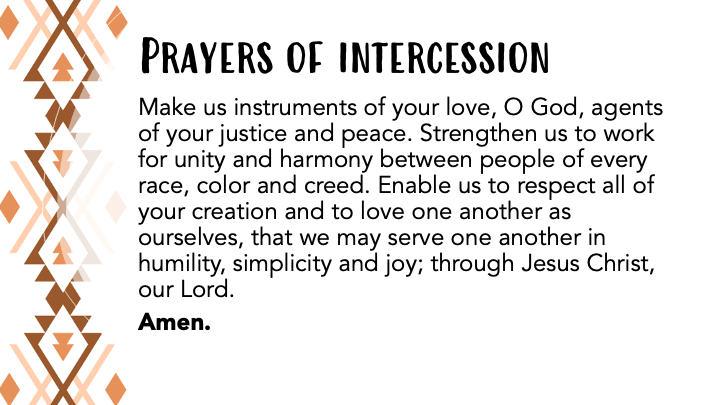 Prayers of intercession
Make us instruments of your love, O God, agents
of your justice and peace. Strengthen us to work
for unity and harmony between people of every
race, color and creed. Enable us to respect all of
your creation and to love one another as
ourselves, that we may serve one another in
humility, simplicity and joy; through Jesus Christ,
our Lord.
Amen.